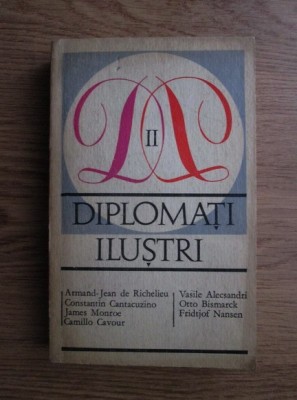 II
DIPLOMAȚI
ILUȘTRI
Armand-Jean de Richelieu
Constantin Cantacuzino
James Monroe
Camillo Cavour
Vasile Alecsandri
Otto Bismarck
Fridtjof Nansen